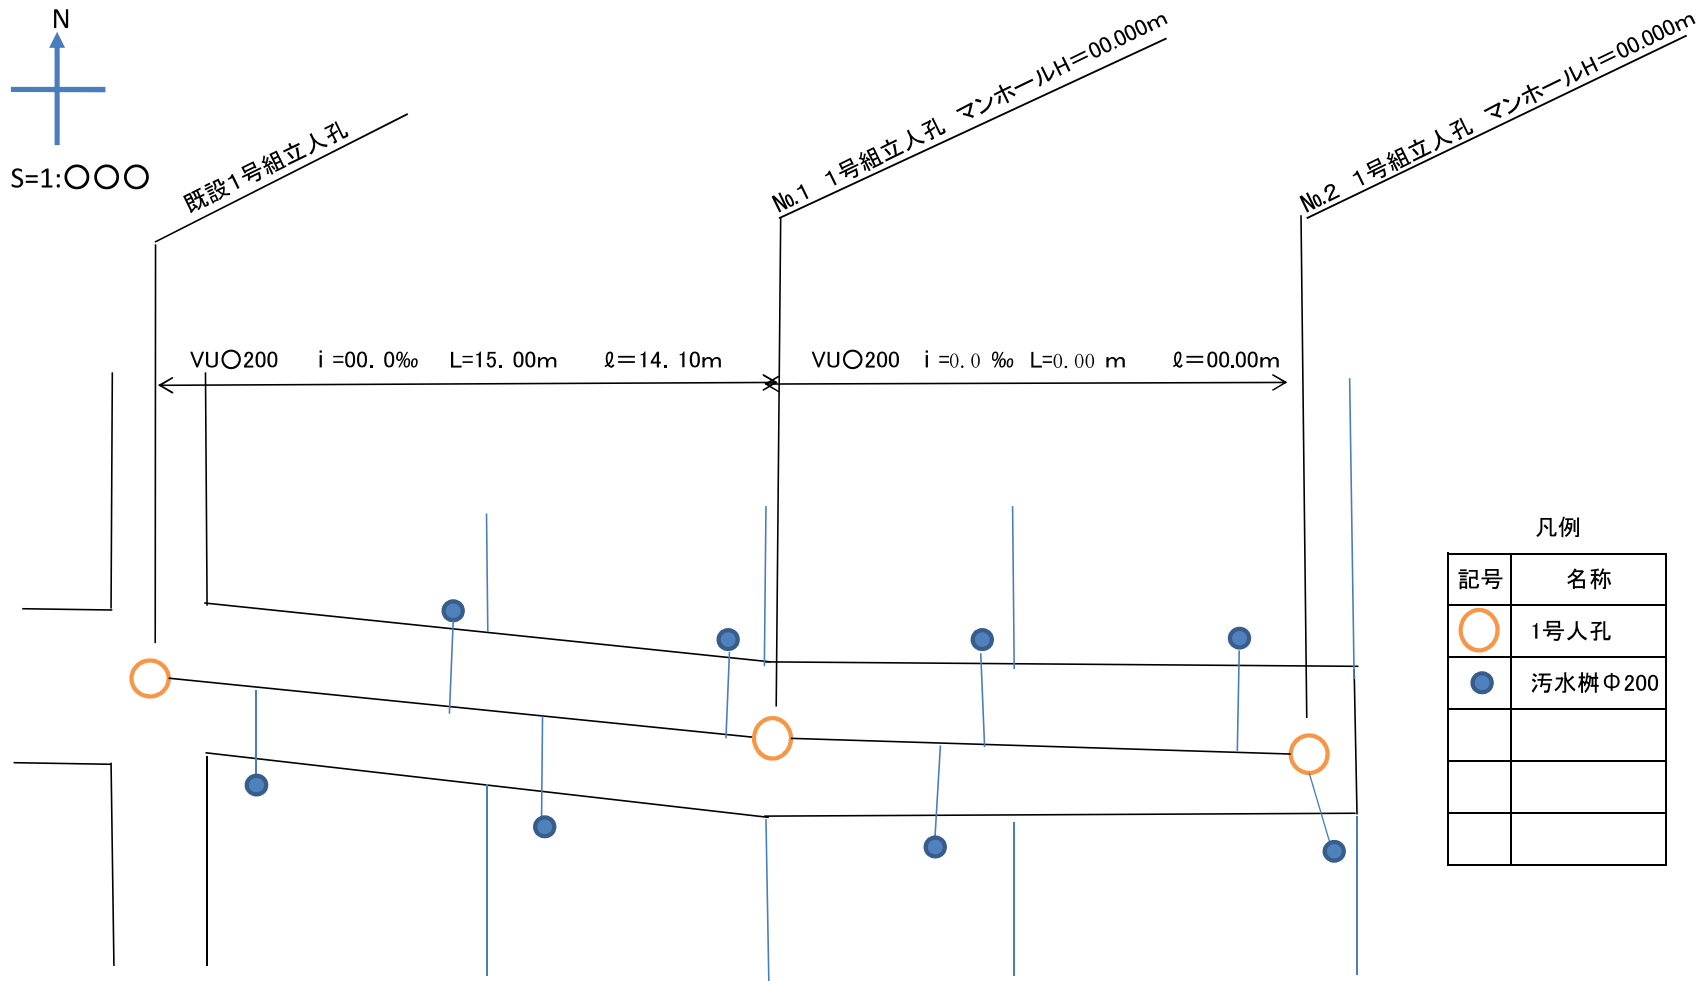 N
S=1:〇〇〇
既設1号組立人孔
№.1 1号組立人孔 マンホールH=00.000m
№.2 1号組立人孔 マンホールH=00.000m
VU〇200 i =00. 0‰ L=15. 00m ℓ=14. 10m
VU〇200 i =0. 0 ‰ L=0. 00 m ℓ=00.00m
凡例
記号 名称
1号人孔
汚水桝Φ200